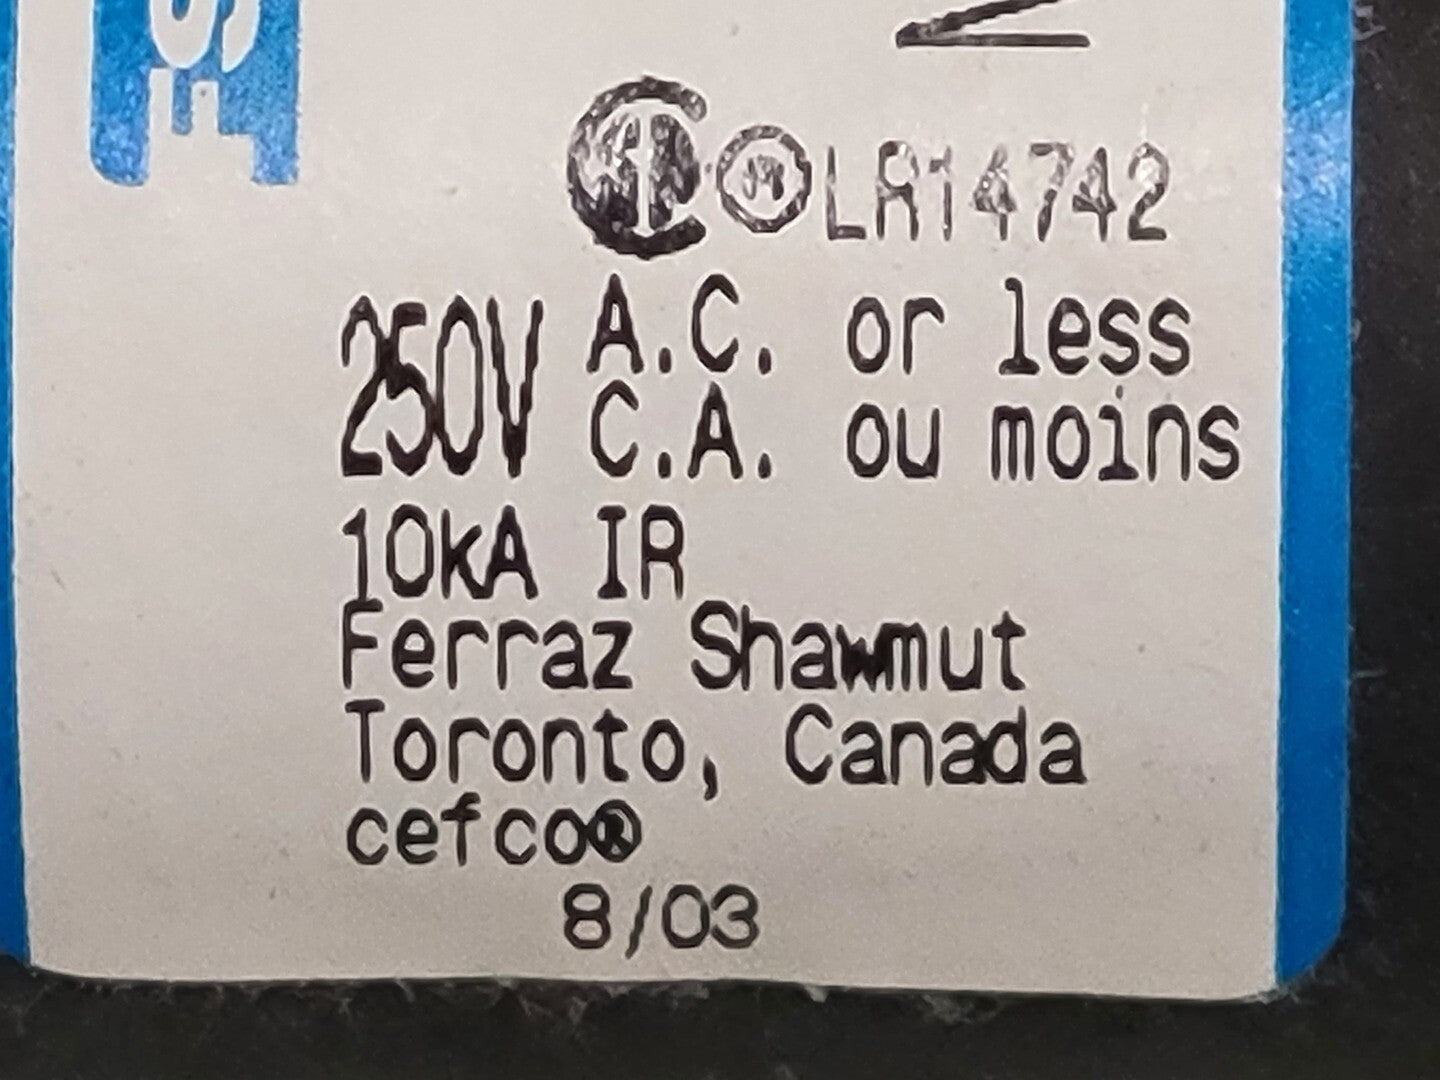 LR14742
250V A.C. or less
C.A. ou moins
10kA IR
Ferraz Shawmut
Toronto, Canada
cefco®
8/03